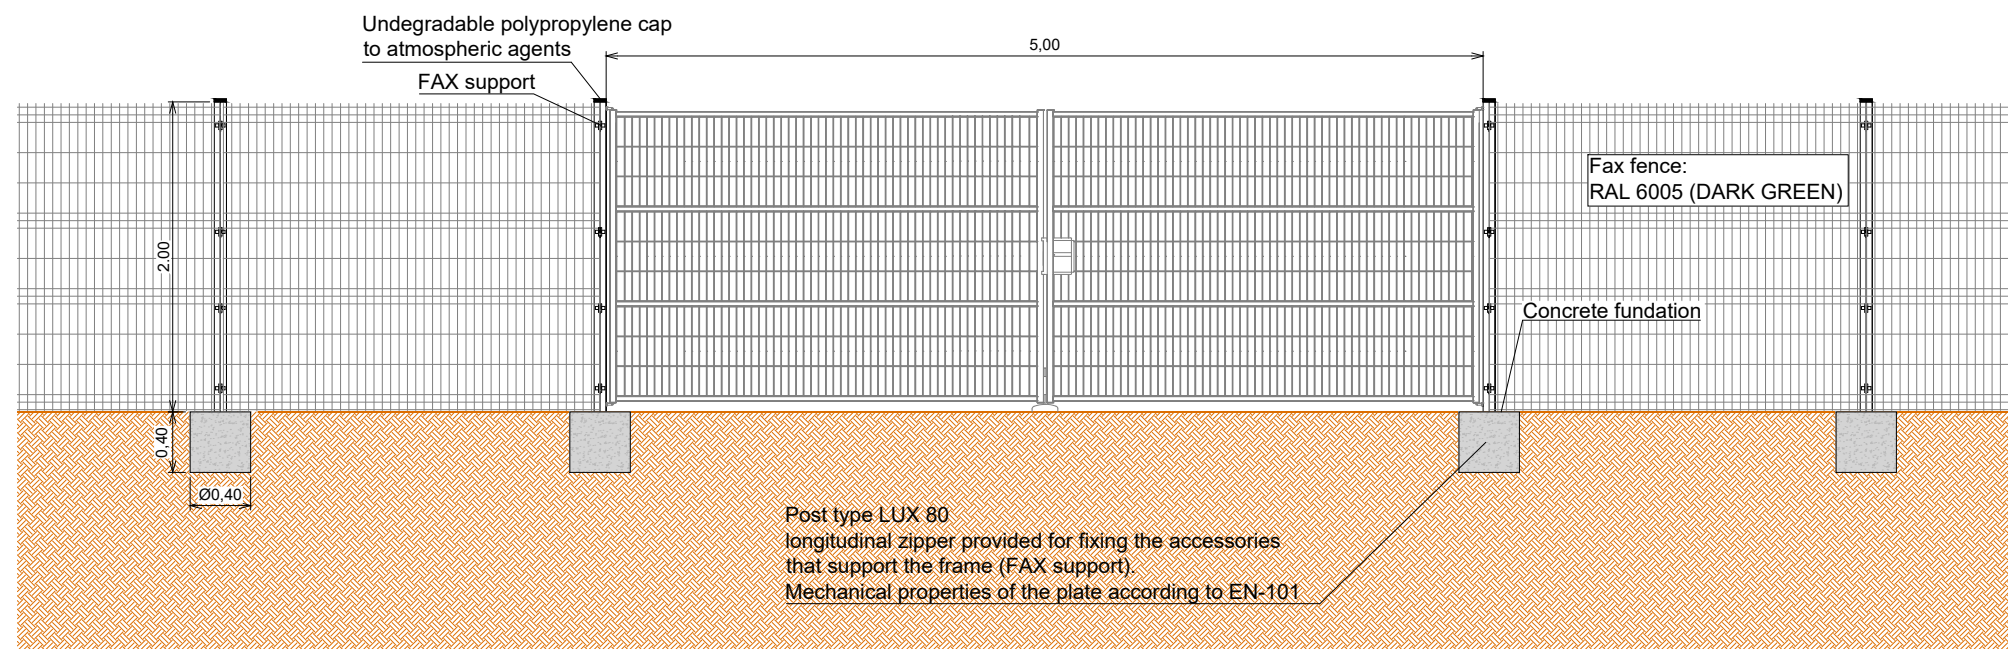 Undegradable polypropylene cap
to atmospheric agents
FAX support
5,00
Fax fence:
RAL 6005 (DARK GREEN)
2.00
Concrete fundation
0,40
Ø0,40
Post type LUX 80
longitudinal zipper provided for fixing the accessories
that support the frame (FAX support).
Mechanical properties of the plate according to EN-101